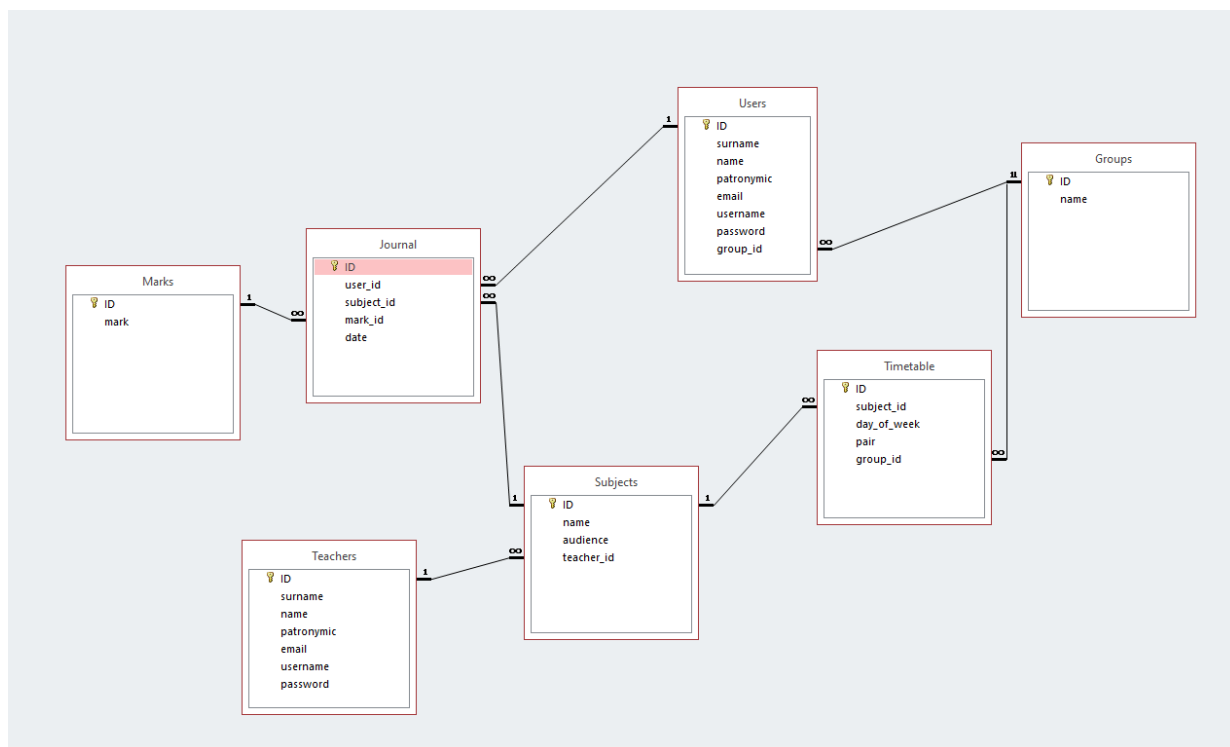 Users
ID
surname
name
patronymic
email
username
password
group_id
Groups
ID
name
Journal
ID
user_id
subject_id
mark_id
date
Marks
ID
mark
Timetable
ID
subject_id
day_of_week
pair
group_id
Subjects
ID
name
audience
teacher_id
Teachers
ID
surname
name
patronymic
email
username
password
1
∞
1
∞
∞
1
∞
11
∞
∞
1
1
∞
1